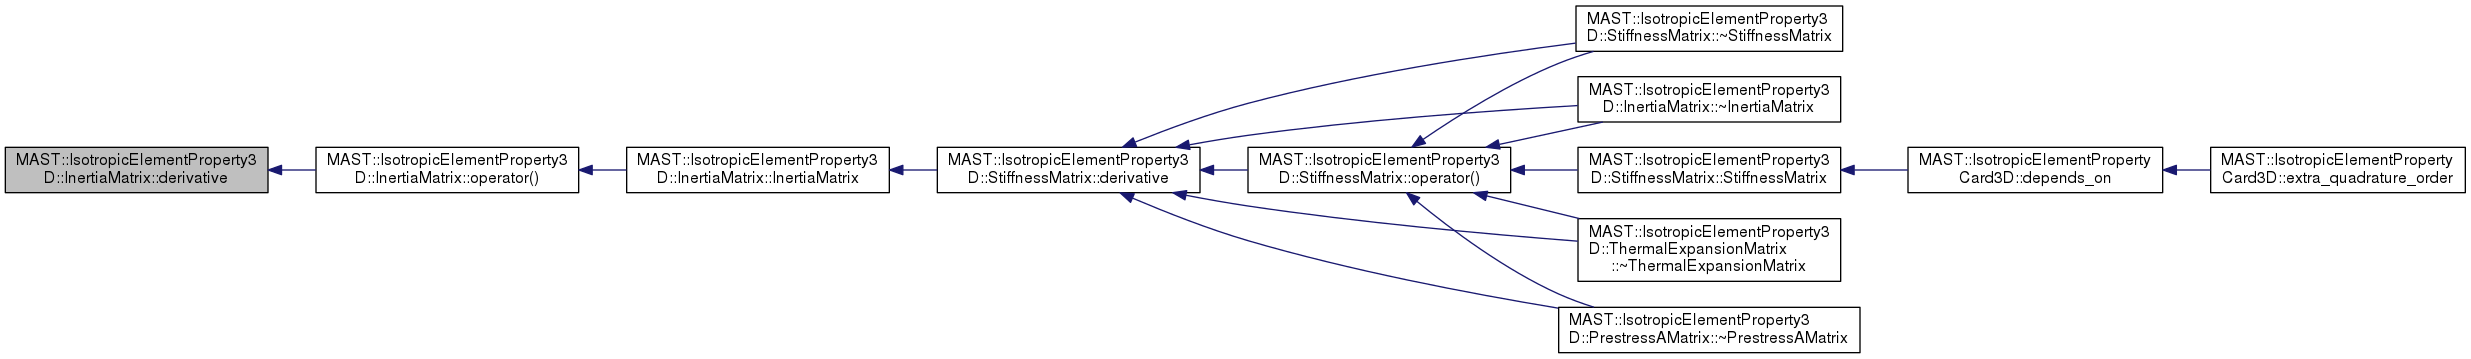 MAST::IsotropicElementProperty3
D::InertiaMatrix::derivative
MAST::IsotropicElementProperty3
D::InertiaMatrix::operator()
MAST::IsotropicElementProperty3
D::InertiaMatrix::InertiaMatrix
MAST::IsotropicElementProperty3
D::StiffnessMatrix::derivative
MAST::IsotropicElementProperty3
D::StiffnessMatrix::operator()
MAST::IsotropicElementProperty3
D::StiffnessMatrix::~StiffnessMatrix
MAST::IsotropicElementProperty3
D::InertiaMatrix::~InertiaMatrix
MAST::IsotropicElementProperty3
D::StiffnessMatrix::StiffnessMatrix
MAST::IsotropicElementProperty3
D::ThermalExpansionMatrix
::~ThermalExpansionMatrix
MAST::IsotropicElementProperty3
D::PrestressAMatrix::~PrestressAMatrix
MAST::IsotropicElementProperty
Card3D::depends_on
MAST::IsotropicElementProperty
Card3D::extra_quadrature_order